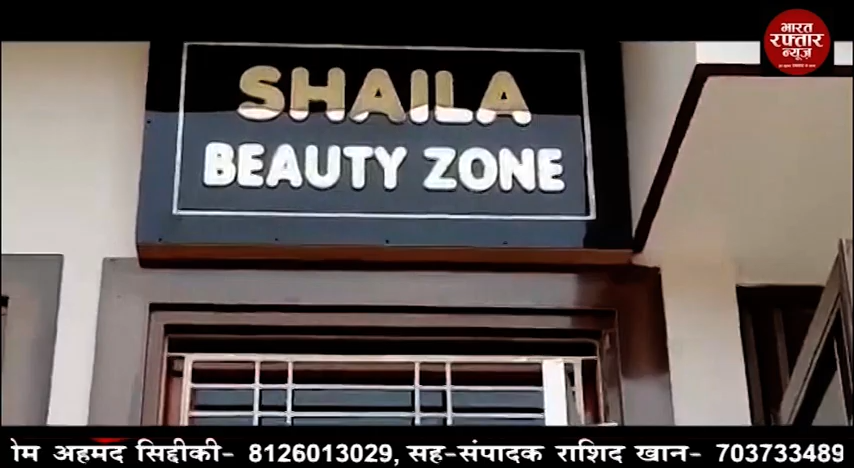 भारत
रफ्तार
न्यूज़
SHAILA
BEAUTY ZONE
ोम अहमद सिद्दीकी- 8126013029, सह-संपादक राशिद खान- 703733489